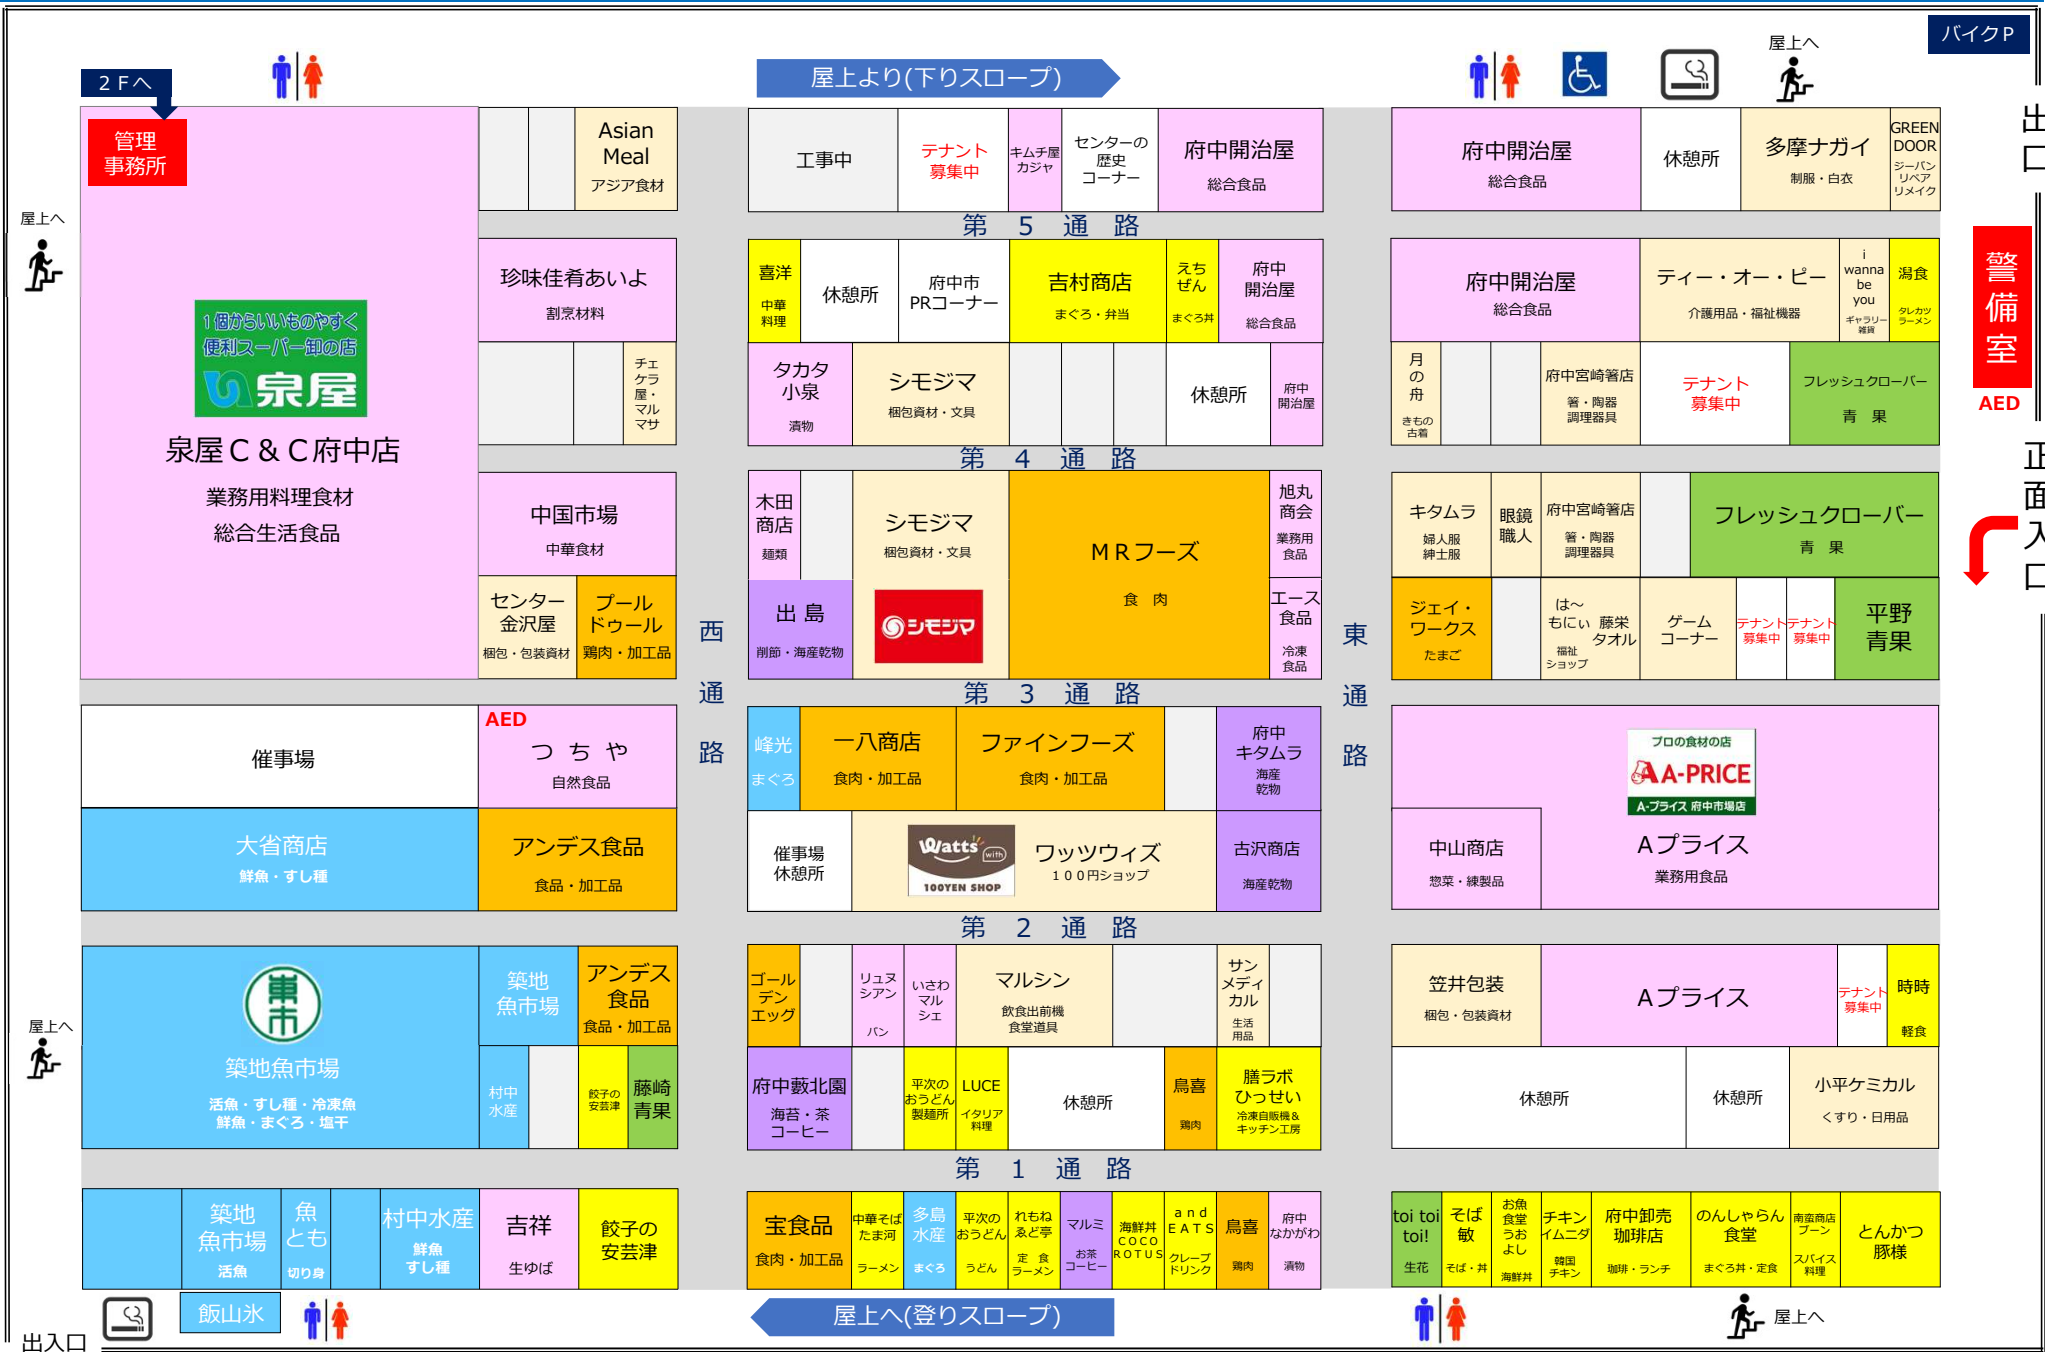 バイクP
屋上へ
2Fへ
屋上より(下りスロープ)
出口
管理
事務所
Asian
Meal
アジア食材
工事中
テナント
募集中
キムチ屋
カジャ
センターの
歴史
コーナー
府中開治屋
総合食品
府中開治屋
総合食品
休憩所
多摩ナガイ
制服・白衣
GREEN
DOOR
ジーパン
リペア
リメイク
屋上へ
第 5 通 路
珍味佳肴あいよ
割烹材料
喜洋
中華
料理
休憩所
府中市
PRコーナー
吉村商店
まぐろ・弁当
えち
ぜん
まぐろ丼
府中
開治屋
総合食品
府中開治屋
総合食品
ティー・オー・ピー
介護用品・福祉機器
i
wanna
be
you
ギャラリー
雑貨
潟食
タレカツ
ラーメン
警備室
AED
1個からいいものやすく
便利スーパー卸の店
泉屋
泉屋C&C府中店
業務用料理食材
総合生活食品
チェ
ケラ
屋・
マル
マサ
タカタ
小泉
漬物
シモジマ
梱包資材・文具
休憩所
府中
開治屋
月
の
舟
きもの
古着
府中宮崎箸店
箸・陶器
調理器具
テナント
募集中
フレッシュクローバー
青 果
正面入口
第 4 通 路
中国市場
中華食材
木田
商店
麺類
シモジマ
梱包資材・文具
シモジマ
MRフーズ
食 肉
旭丸
商会
業務用
食品
キタムラ
婦人服
紳士服
眼鏡
職人
府中宮崎箸店
箸・陶器
調理器具
フレッシュクローバー
青 果
センター
金沢屋
梱包・包装資材
プール
ドゥール
鶏肉・加工品
西通路
出 島
削節・海産乾物
エース
食品
冷凍
食品
東通路
ジェイ・
ワークス
たまご
は〜
もにぃ
福祉
ショップ
藤栄
タオル
ゲーム
コーナー
テナント
募集中
テナント
募集中
平野
青果
第 3 通 路
催事場
AED
つ ち や
自然食品
峰光
まぐろ
一八商店
食肉・加工品
ファインフーズ
食肉・加工品
府中
キタムラ
海産
乾物
プロの食材の店
A-PRICE
A-プライス 府中市場店
Aプライス
業務用食品
大省商店
鮮魚・すし種
アンデス食品
食品・加工品
催事場
休憩所
Watts with
100YEN SHOP
ワッツウィズ
100円ショップ
古沢商店
海産乾物
中山商店
惣菜・練製品
第 2 通 路
東市
築地魚市場
活魚・すし種・冷凍魚
鮮魚・まぐろ・塩干
築地
魚市場
アンデス
食品
食品・加工品
ゴール
デン
エッグ
リュヌ
シアン
パン
いさわ
マル
シェ
マルシン
飲食出前機
食堂道具
サン
メディ
カル
生活
用品
笠井包装
梱包・包装資材
Aプライス
テナント
募集中
時時
軽食
屋上へ
村中
水産
餃子の
安芸津
藤崎
青果
府中藪北園
海苔・茶
コーヒー
平次の
おうどん
製麺所
LUCE
イタリア
料理
休憩所
鳥喜
鶏肉
膳ラボ
ひっせい
冷凍自販機&
キッチン工房
休憩所
休憩所
小平ケミカル
くすり・日用品
第 1 通 路
築地
魚市場
活魚
魚
とも
切り身
村中水産
鮮魚
すし種
吉祥
生ゆば
餃子の
安芸津
宝食品
食肉・加工品
中華そば
たま河
ラーメン
多島
水産
まぐろ
平次の
おうどん
うどん
れもね
ゑど亭
定 食
ラーメン
マルミ
お茶
コーヒー
海鮮丼
COCO
ROTUS
and
EATS
クレープ
ドリンク
鳥喜
鶏肉
府中
なかがわ
漬物
toi toi
toi!
生花
そば
敏
そば・丼
お魚
食堂
うお
よし
海鮮丼
チキン
イムニダ
韓国
チキン
府中卸売
珈琲店
珈琲・ランチ
のんしゃらん
食堂
まぐろ丼・定食
南蛮商店
ブーン
スパイス
料理
とんかつ
豚様
飯山氷
屋上へ(登りスロープ)
屋上へ
出入口